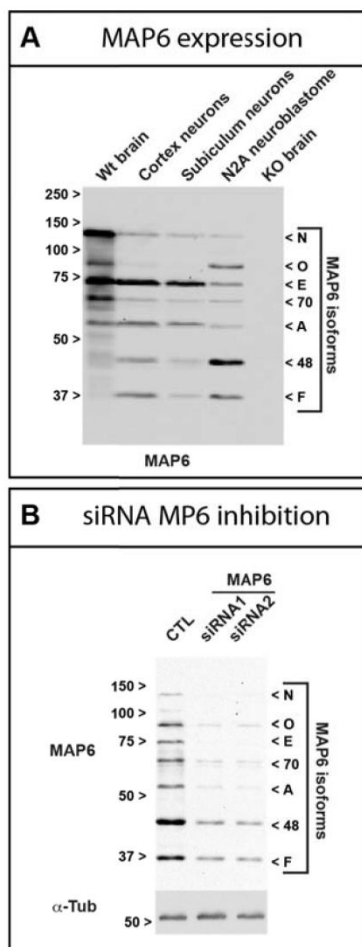 A MAP6 expression
Wt brain
Cortex neurons
Subiculum neurons
N2A neuroblastome
KO brain
250 >
150 >
100 >
75 >
50 >
37 >
< N
< O
< E
< 70
< A
< 48
< F
MAP6 isoforms
MAP6
B siRNA MP6 inhibition
MAP6
CTL
siRNA1
siRNA2
150 >
100 >
75 >
50 >
37 >
MAP6
< N
< O
< E
< 70
< A
< 48
< F
MAP6 isoforms
α-Tub
50 >